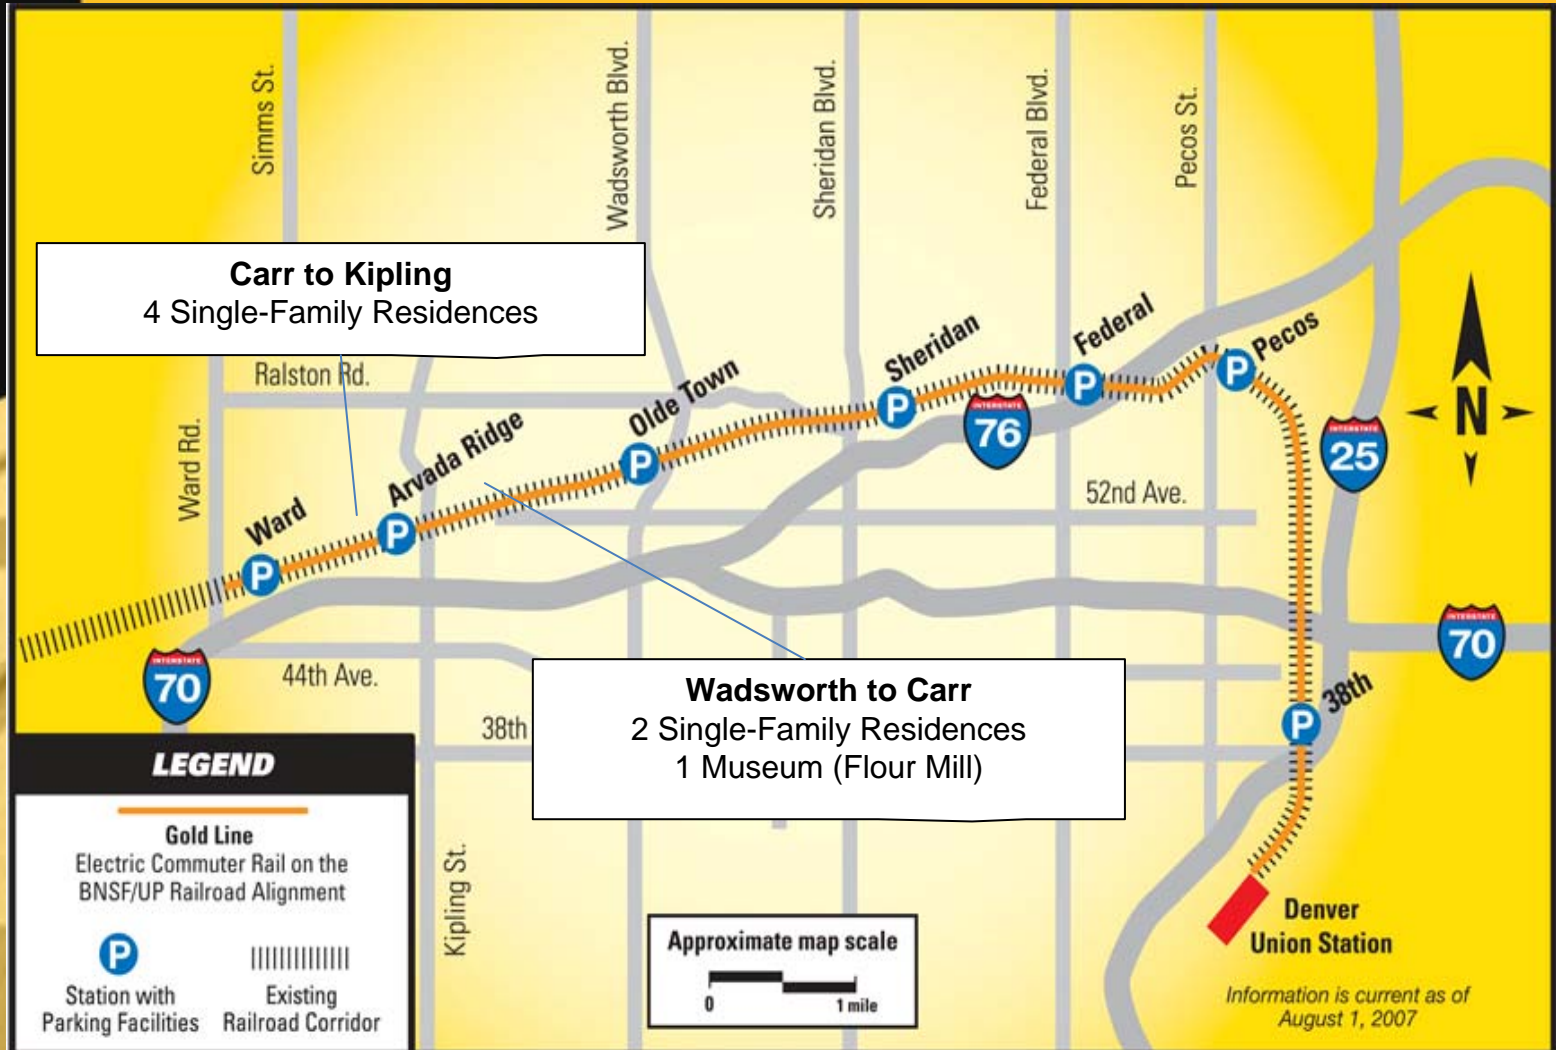 Simms St.
Wadsworth Blvd.
Sheridan Blvd.
Federal Blvd.
Pecos St.
Carr to Kipling
4 Single-Family Residences
Ralston Rd.
Ward Rd.
Ward
Arvada Ridge
Olde Town
Sheridan
Federal
Pecos
P
P
P
P
P
P
INTERSTATE
76
INTERSTATE
25
N
52nd Ave.
INTERSTATE
70
INTERSTATE
70
44th Ave.
38th
Wadsworth to Carr
2 Single-Family Residences
1 Museum (Flour Mill)
P
38th
Kipling St.
LEGEND
Gold Line
Electric Commuter Rail on the
BNSF/UP Railroad Alignment
P
Station with
Parking Facilities
Existing
Railroad Corridor
Approximate map scale
0
1 mile
Denver
Union Station
Information is current as of
August 1, 2007